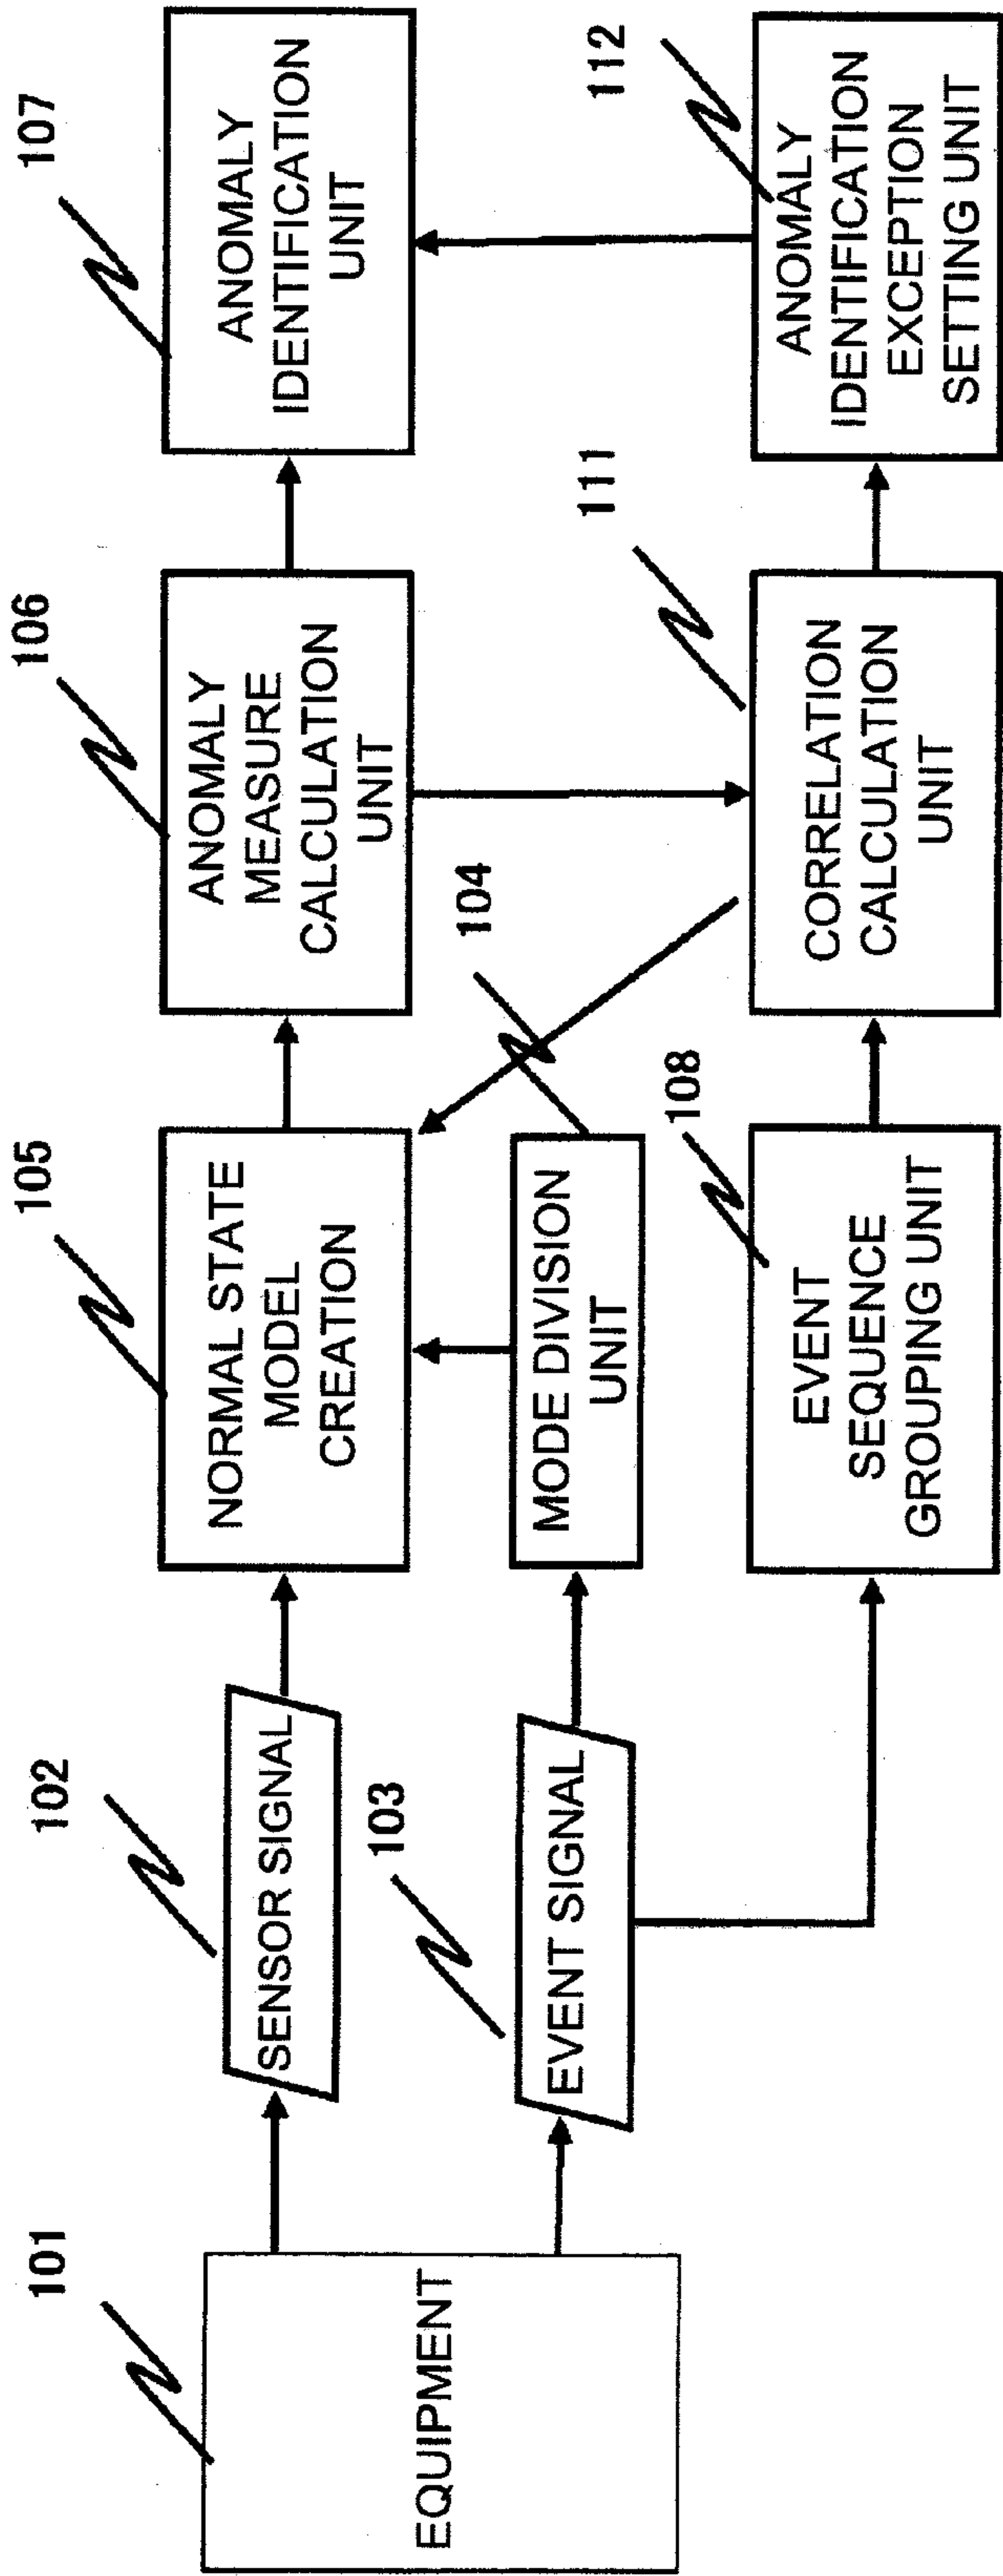 101
EQUIPMENT
102
SENSOR SIGNAL
103
EVENT SIGNAL
105
NORMAL STATE
MODEL
CREATION
104
MODE DIVISION
UNIT
108
EVENT
SEQUENCE
GROUPING UNIT
106
ANOMALY
MEASURE
CALCULATION
UNIT
111
CORRELATION
CALCULATION
UNIT
107
ANOMALY
IDENTIFICATION
UNIT
112
ANOMALY
IDENTIFICATION
EXCEPTION
SETTING UNIT